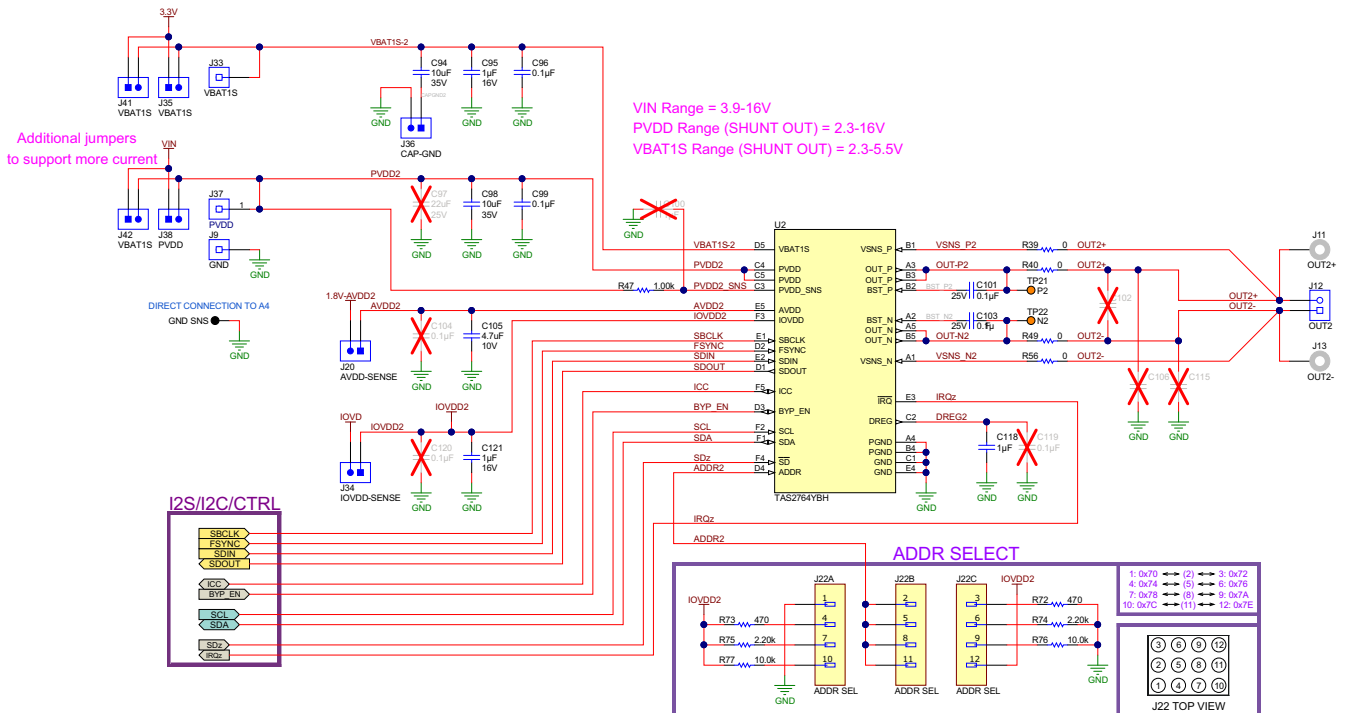 3.3V
VBAT1S-2
J33
VBAT1S
J41
VBAT1S
J35
VBAT1S
C94
10uF
35V
C95
1µF
16V
C96
0.1µF
GND
GND
GND
J36
CAP-GND
VIN Range = 3.9-16V
PVDD Range (SHUNT OUT) = 2.3-16V
VBAT1S Range (SHUNT OUT) = 2.3-5.5V
Additional jumpers
to support more current
VIN
PVDD2
J37
1
PVDD
J42
VBAT1S
J38
PVDD
J9
GND
GND
C97
22uF
25V
C98
10uF
35V
C99
0.1µF
GND
GND
GND
GND
U2
VBAT1S-2
D5
VBAT1S
PVDD2
C4
PVDD
C5
PVDD
R47
1.00k
PVDD2_SNS
C3
PVDD_SNS
AVDD2
E5
AVDD
IOVDD2
F3
IOVDD
SBCLK
E1
SBCLK
FSYNC
D2
FSYNC
SDIN
E2
SDIN
SDOUT
D1
SDOUT
ICC
F5
ICC
BYP_EN
D3
BYP_EN
SCL
F2
SCL
SDA
F1
SDA
SDz
F4
SD
ADDR2
D4
ADDR
TAS2764YBH
VSNS_P
B1
VSNS_P2
R39
0
OUT2+
OUT_P
A3
OUT-P2
R40
0
OUT2+
OUT_P
B3
BST_P
B2
BST_P2
25V
C101
0.1µF
TP21
P2
BST_N
A2
BST_N2
25V
C103
TP22
N2
OUT_N
A5
OUT_N
B5
OUT-N2
R49
0
OUT2-
VSNS_N
A1
VSNS_N2
R56
0
OUT2-
IRQ
E3
IRQz
DREG
C2
DREG2
PGND
A4
PGND
B4
GND
C1
GND
E4
GND
C118
1µF
C119
0.1µF
GND
GND
C106
C115
GND
GND
J11
OUT2+
OUT2+
OUT2-
J12
OUT2
J13
OUT2-
DIRECT CONNECTION TO A4
GND SNS
GND
1.8V-AVDD2
AVDD2
J20
AVDD-SENSE
C104
0.1µF
C105
4.7uF
10V
GND
GND
IOVD
IOVDD2
IOVDD2
J34
IOVDD-SENSE
C120
0.1µF
C121
1µF
16V
GND
GND
I2S/I2C/CTRL
SBCLK
FSYNC
SDIN
SDOUT
ICC
BYP_EN
SCL
SDA
SDz
IRQz
IRQz
ADDR2
ADDR SELECT
IOVDD2
R73
470
R75
2.20k
R77
10.0k
GND
J22A
1
4
7
10
ADDR SEL
J22B
2
5
8
11
ADDR SEL
J22C
3
6
9
12
ADDR SEL
IOVDD2
R72
470
R74
2.20k
R76
10.0k
GND
1: 0x70 ◄─► (2) ◄─► 3: 0x72
4: 0x74 ◄─► (5) ◄─► 6: 0x76
7: 0x78 ◄─► (8) ◄─► 9: 0x7A
10: 0x7C ◄─► (11) ◄─► 12: 0x7E
3 6 9 12
2 5 8 11
1 4 7 10
J22 TOP VIEW